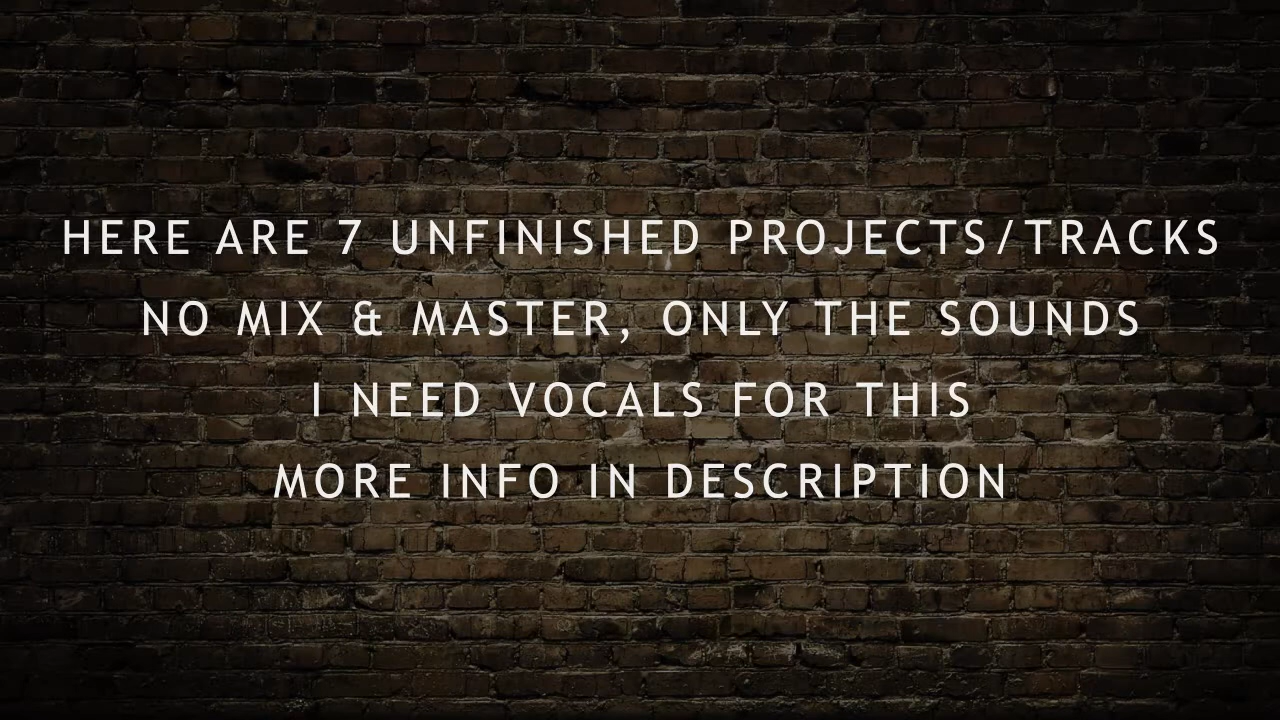 HERE ARE 7 UNFINISHED PROJECTS/TRACKS
NO MIX & MASTER, ONLY THE SOUNDS
I NEED VOCALS FOR THIS
MORE INFO IN DESCRIPTION